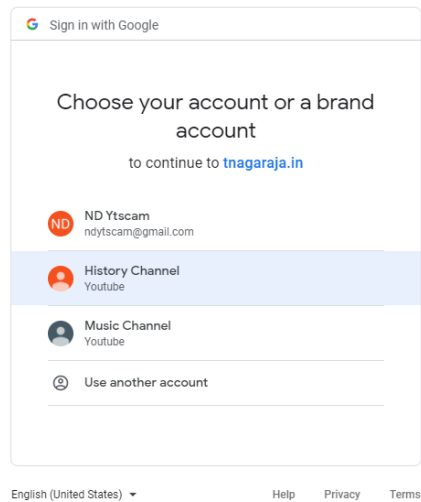 Sign in with Google
Choose your account or a brand
account
to continue to tnagaraja.in
ND
ND Ytscam
ndytscam@gmail.com
History Channel
Youtube
Music Channel
Youtube
Use another account
English (United States) Help Privacy Terms